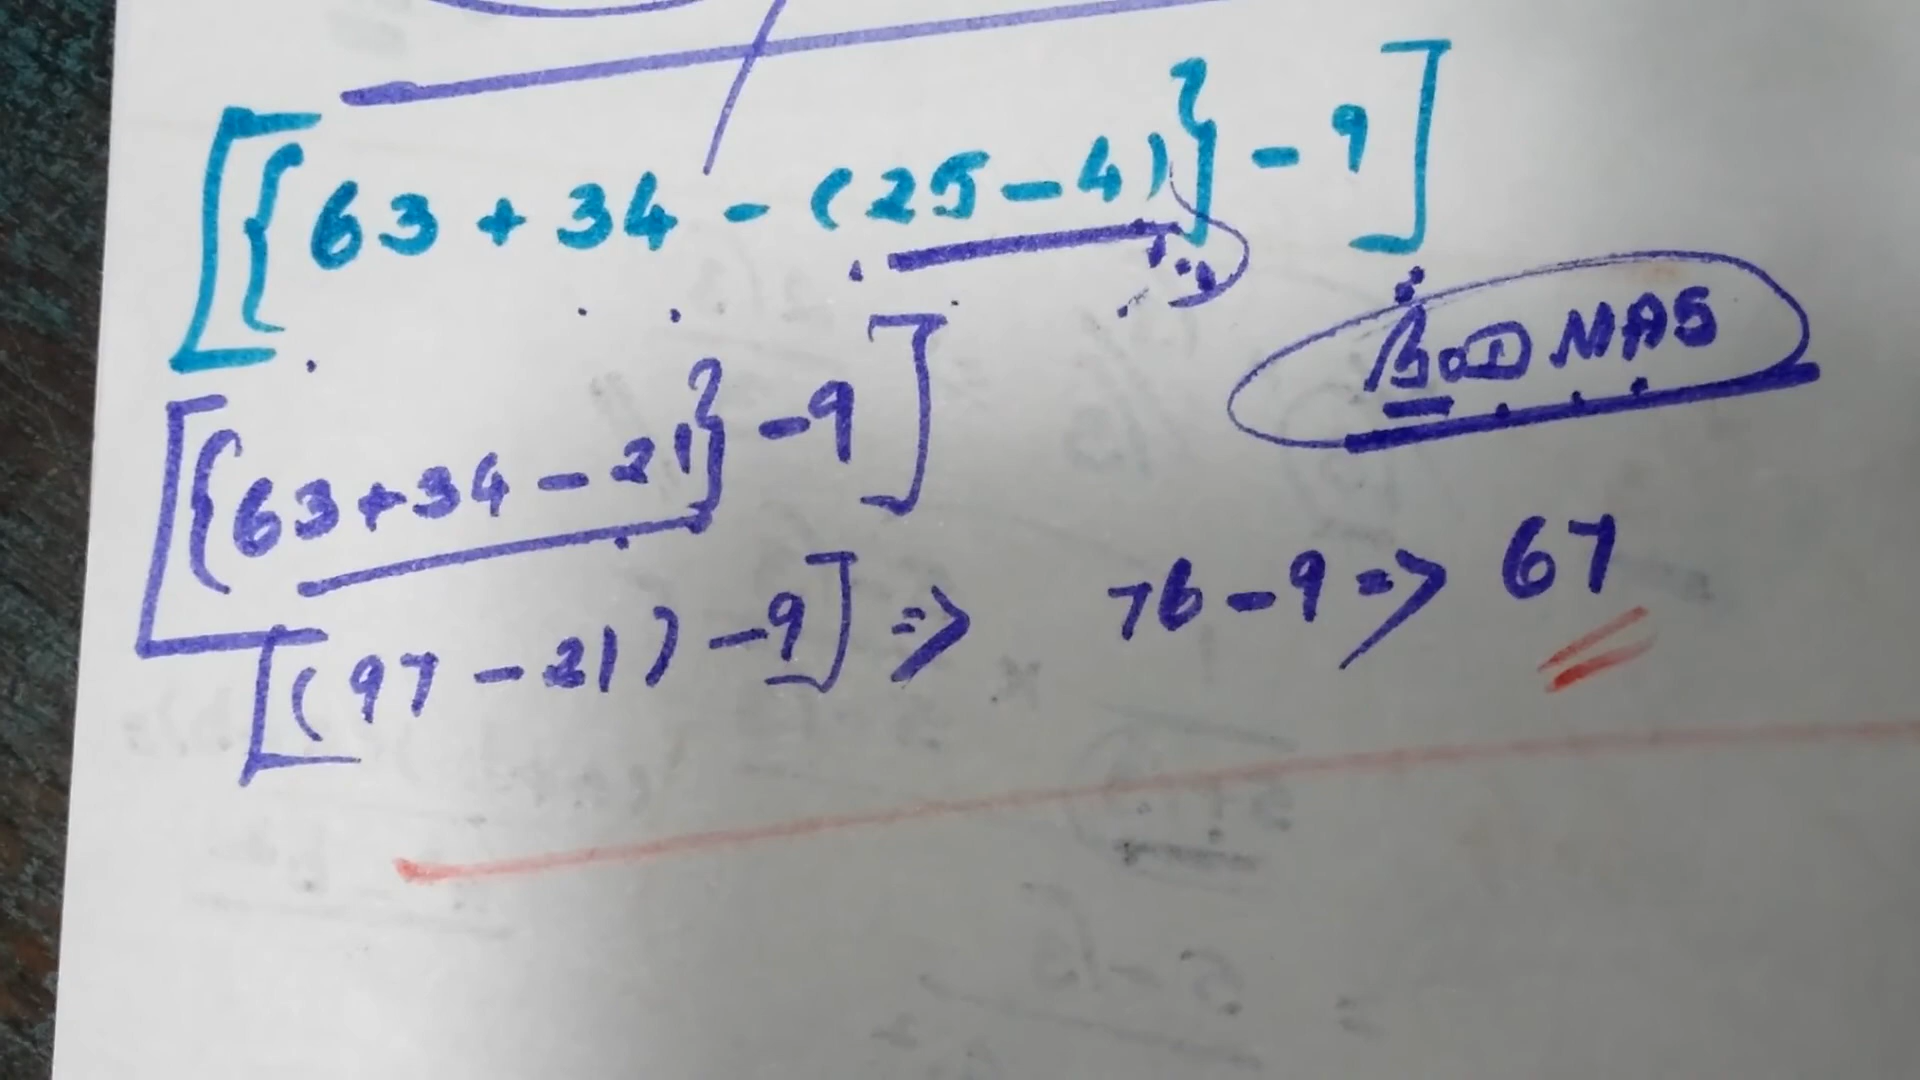 [{63 + 34 - (25 - 4)} - 9]
BODMAS
[{63 + 34 - 21} - 9]
[(97 - 21) - 9] => 76 - 9 => 67